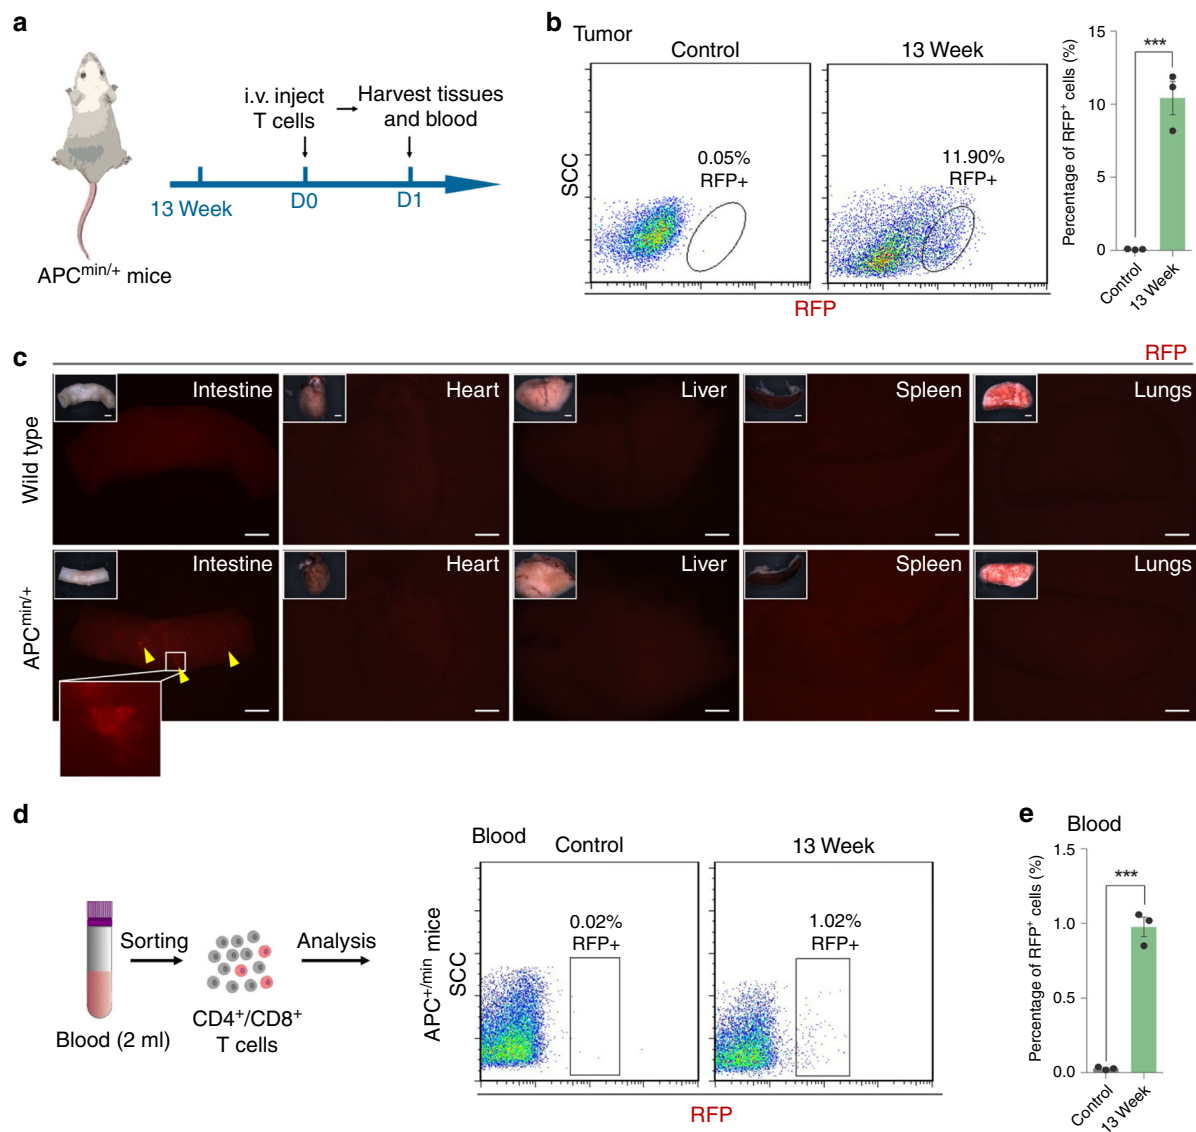 a
i.v. inject
T cells
Harvest tissues
and blood
13 Week
D0
D1
APCmin/+ mice
b
Tumor
Control
13 Week
SCC
0.05%
RFP+
11.90%
RFP+
RFP
Percentage of RFP+ cells (%)
15
10
5
0
***
Control
13 Week
c
RFP
Wild type
Intestine
Heart
Liver
Spleen
Lungs
APCmin/+
Intestine
Heart
Liver
Spleen
Lungs
d
Sorting
Analysis
Blood (2 ml)
CD4+/CD8+
T cells
Blood
Control
13 Week
APC+/min mice
SCC
0.02%
RFP+
1.02%
RFP+
RFP
e
Blood
Percentage of RFP+ cells (%)
1.5
1.0
0.5
0.0
***
Control
13 Week